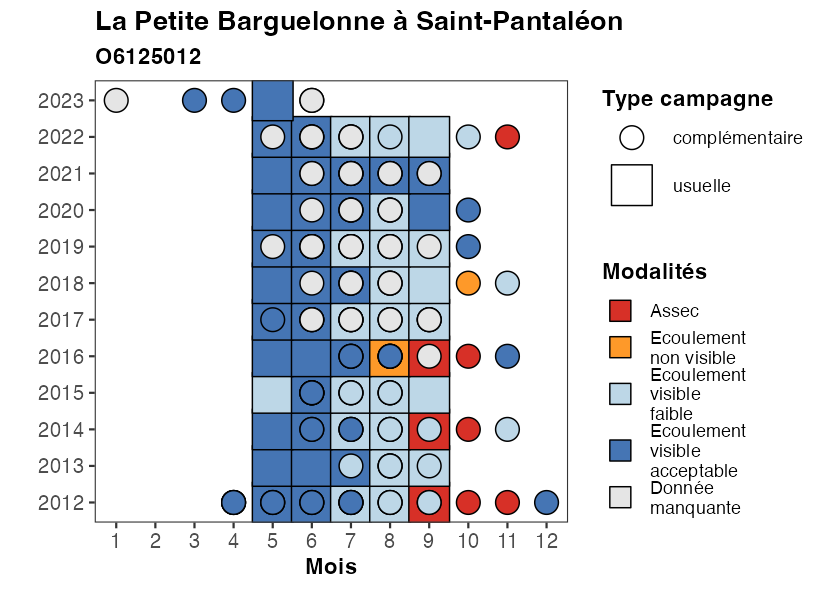 La Petite Barguelonne à Saint-Pantaléon
O6125012
2023
2022
2021
2020
2019
2018
2017
2016
2015
2014
2013
2012
1 2 3 4 5 6 7 8 9 10 11 12
Mois
Type campagne
complémentaire
usuelle
Modalités
Assec
Ecoulement
non visible
Ecoulement
visible
faible
Ecoulement
visible
acceptable
Donnée
manquante